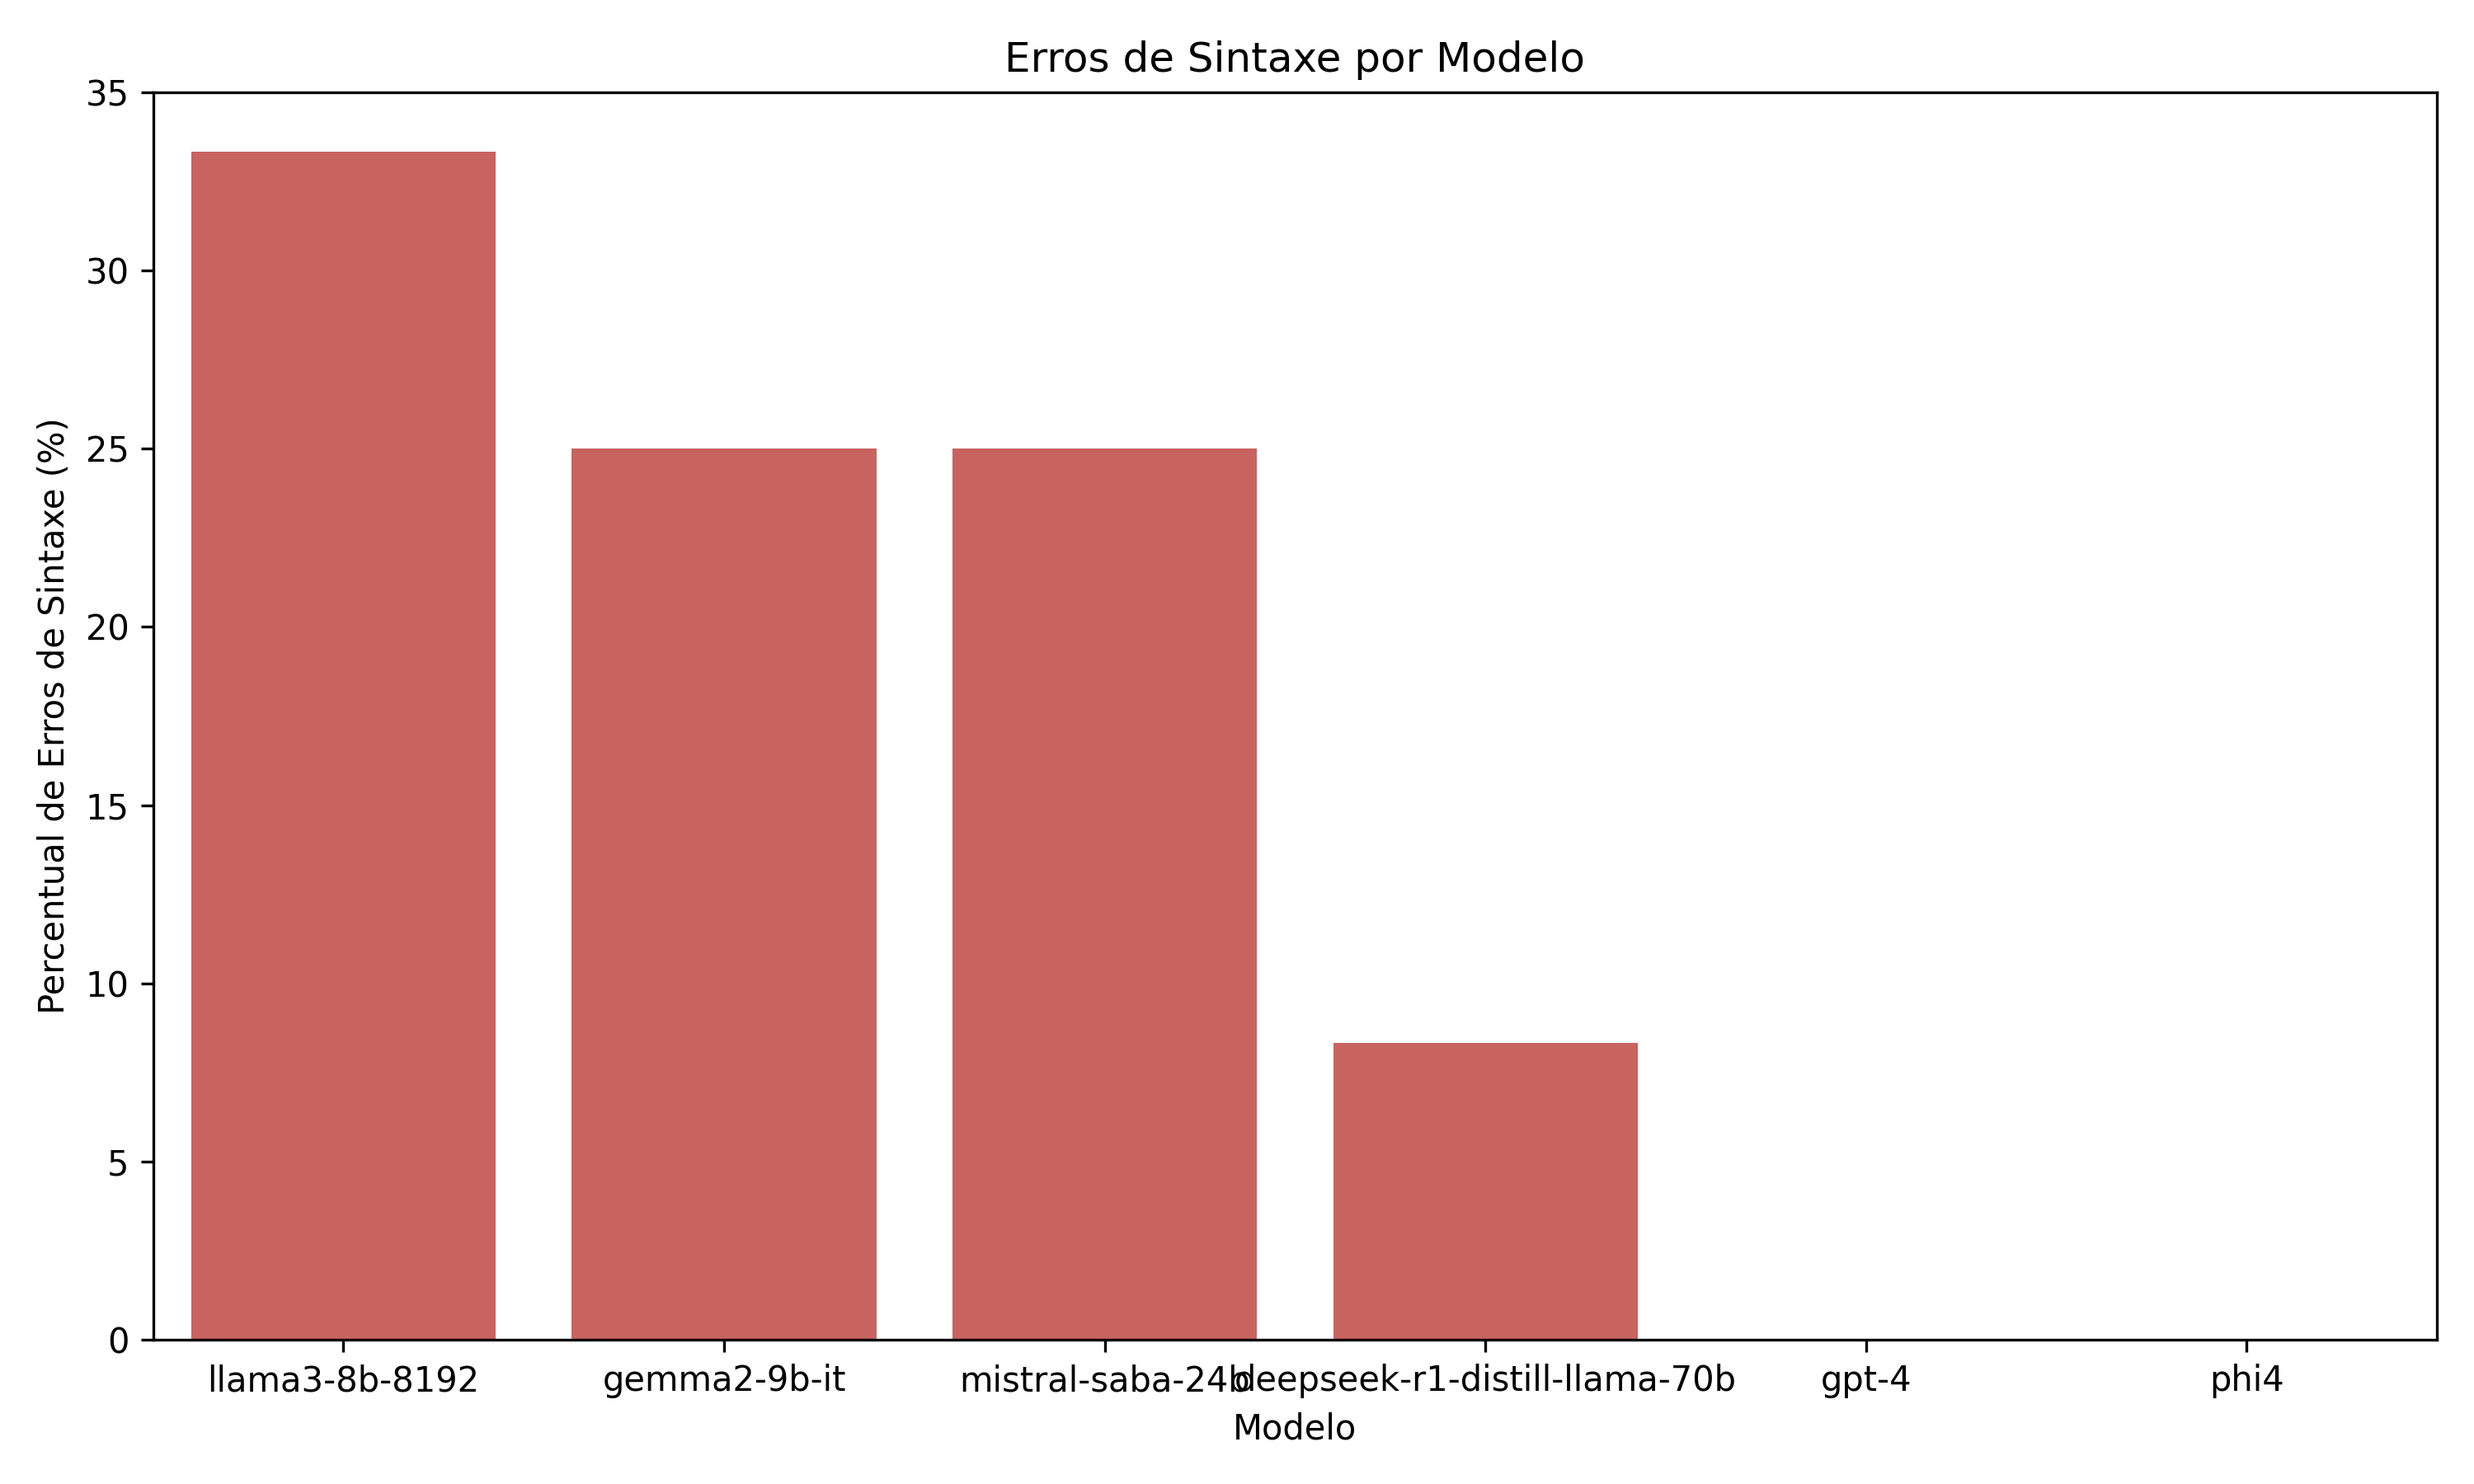 Erros de Sintaxe por Modelo
Percentual de Erros de Sintaxe (%)
35
30
25
20
15
10
5
0
llama3-8b-8192
gemma2-9b-it
mistral-saba-24b
deepseek-r1-distill-llama-70b
gpt-4
phi4
Modelo